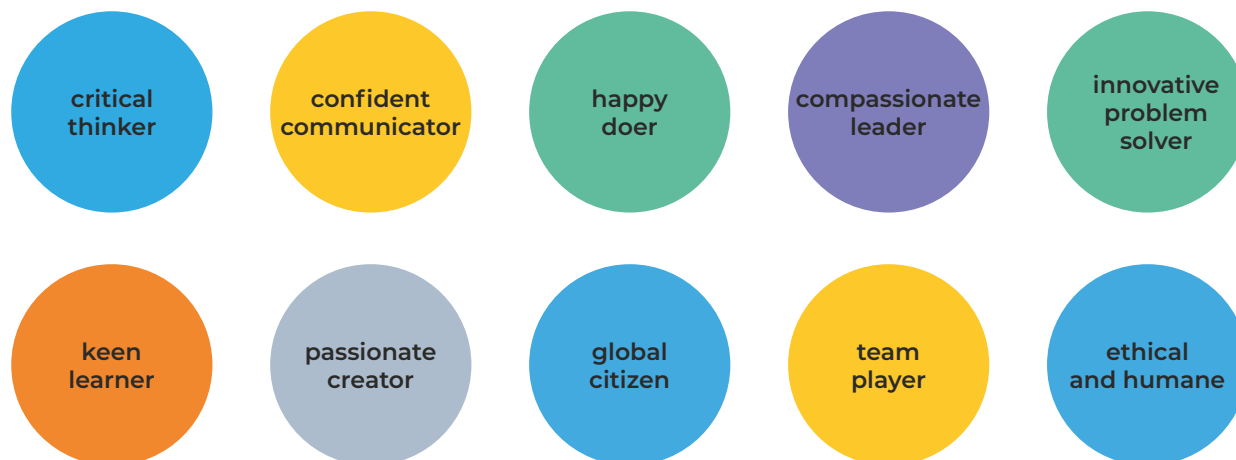 critical
thinker
confident
communicator
happy
doer
compassionate
leader
innovative
problem
solver
keen
learner
passionate
creator
global
citizen
team
player
ethical
and humane